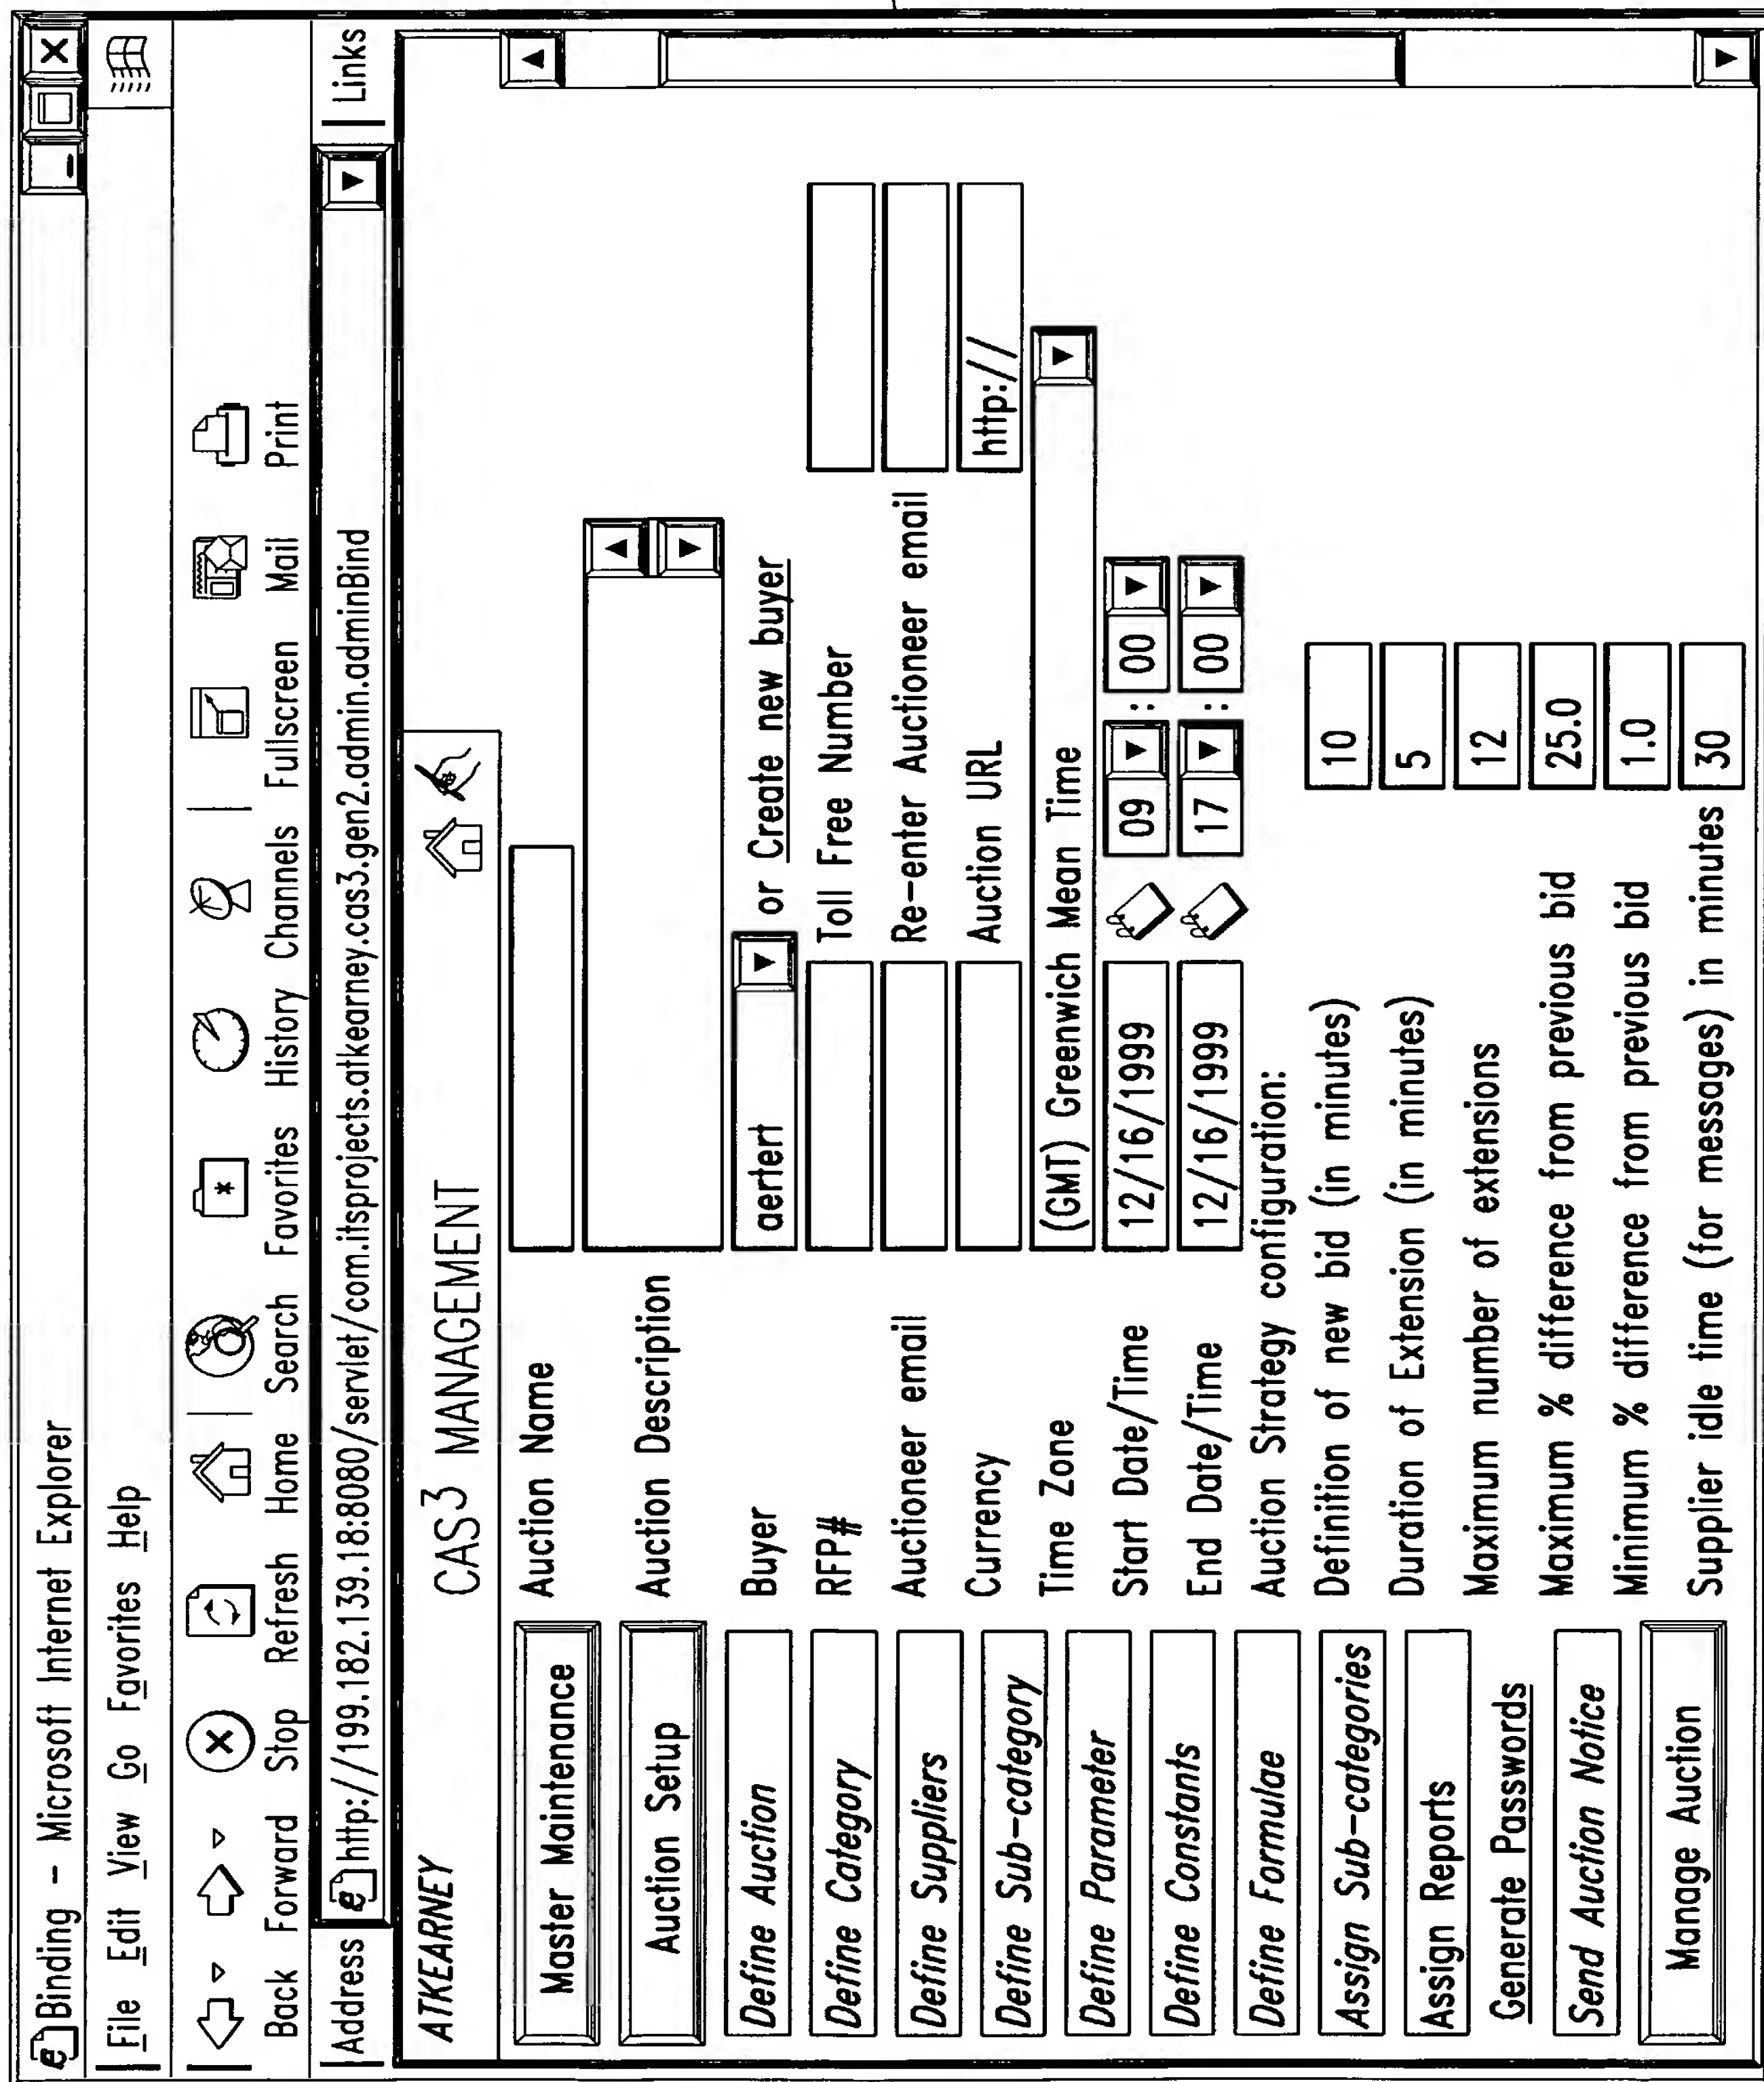 Binding - Microsoft Internet Explorer
File Edit View Go Favorites Help
Back Forward Stop Refresh Home Search Favorites History Channels Fullscreen Mail Print
Address http://199.182.139.18:8080/servlet/com.itsprojects.atkearney.cas3.gen2.admin.adminBind Links
ATKEARNEY CAS3 MANAGEMENT
Master Maintenance
Auction Setup
Define Auction
Define Category
Define Suppliers
Define Sub-category
Define Parameter
Define Constants
Define Formulae
Assign Sub-categories
Assign Reports
Generate Passwords
Send Auction Notice
Manage Auction
Auction Name
Auction Description
Buyer aertert or Create new buyer
RFP# Toll Free Number
Auctioner email Re-enter Auctioneer email
Currency Auction URL http://
Time Zone (GMT) Greenwich Mean Time
Start Date/Time 12/16/1999 09 : 00
End Date/Time 12/16/1999 17 : 00
Auction Strategy configuration:
Definition of new bid (in minutes) 10
Duration of Extension (in minutes) 5
Maximum number of extensions 12
Maximum % difference from previous bid 25.0
Minimum % difference from previous bid 1.0
Supplier idle time (for messages) in minutes 30